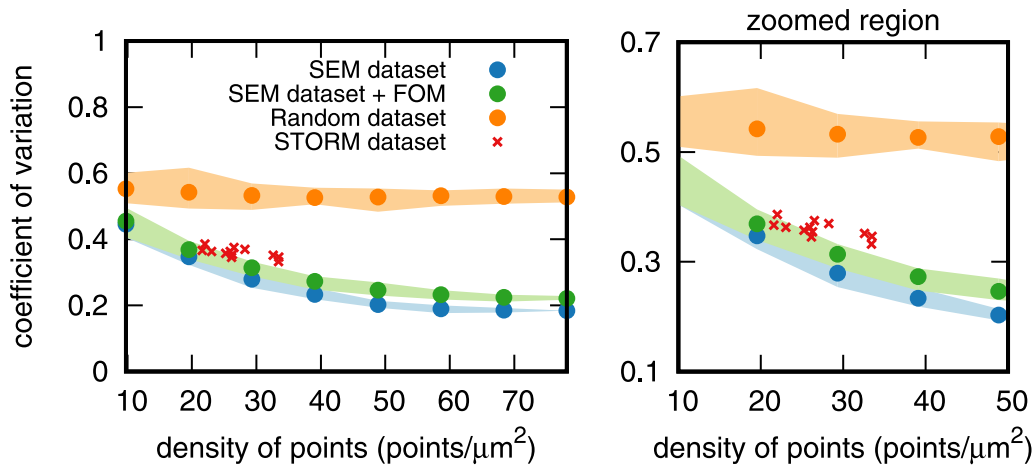 zoomed region
1
0.8
0.6
0.4
0.2
0
coefficient of variation
SEM dataset
SEM dataset + FOM
Random dataset
STORM dataset
10 20 30 40 50 60 70
density of points (points/μm²)
0.7
0.5
0.3
0.1
10 20 30 40 50
density of points (points/μm²)